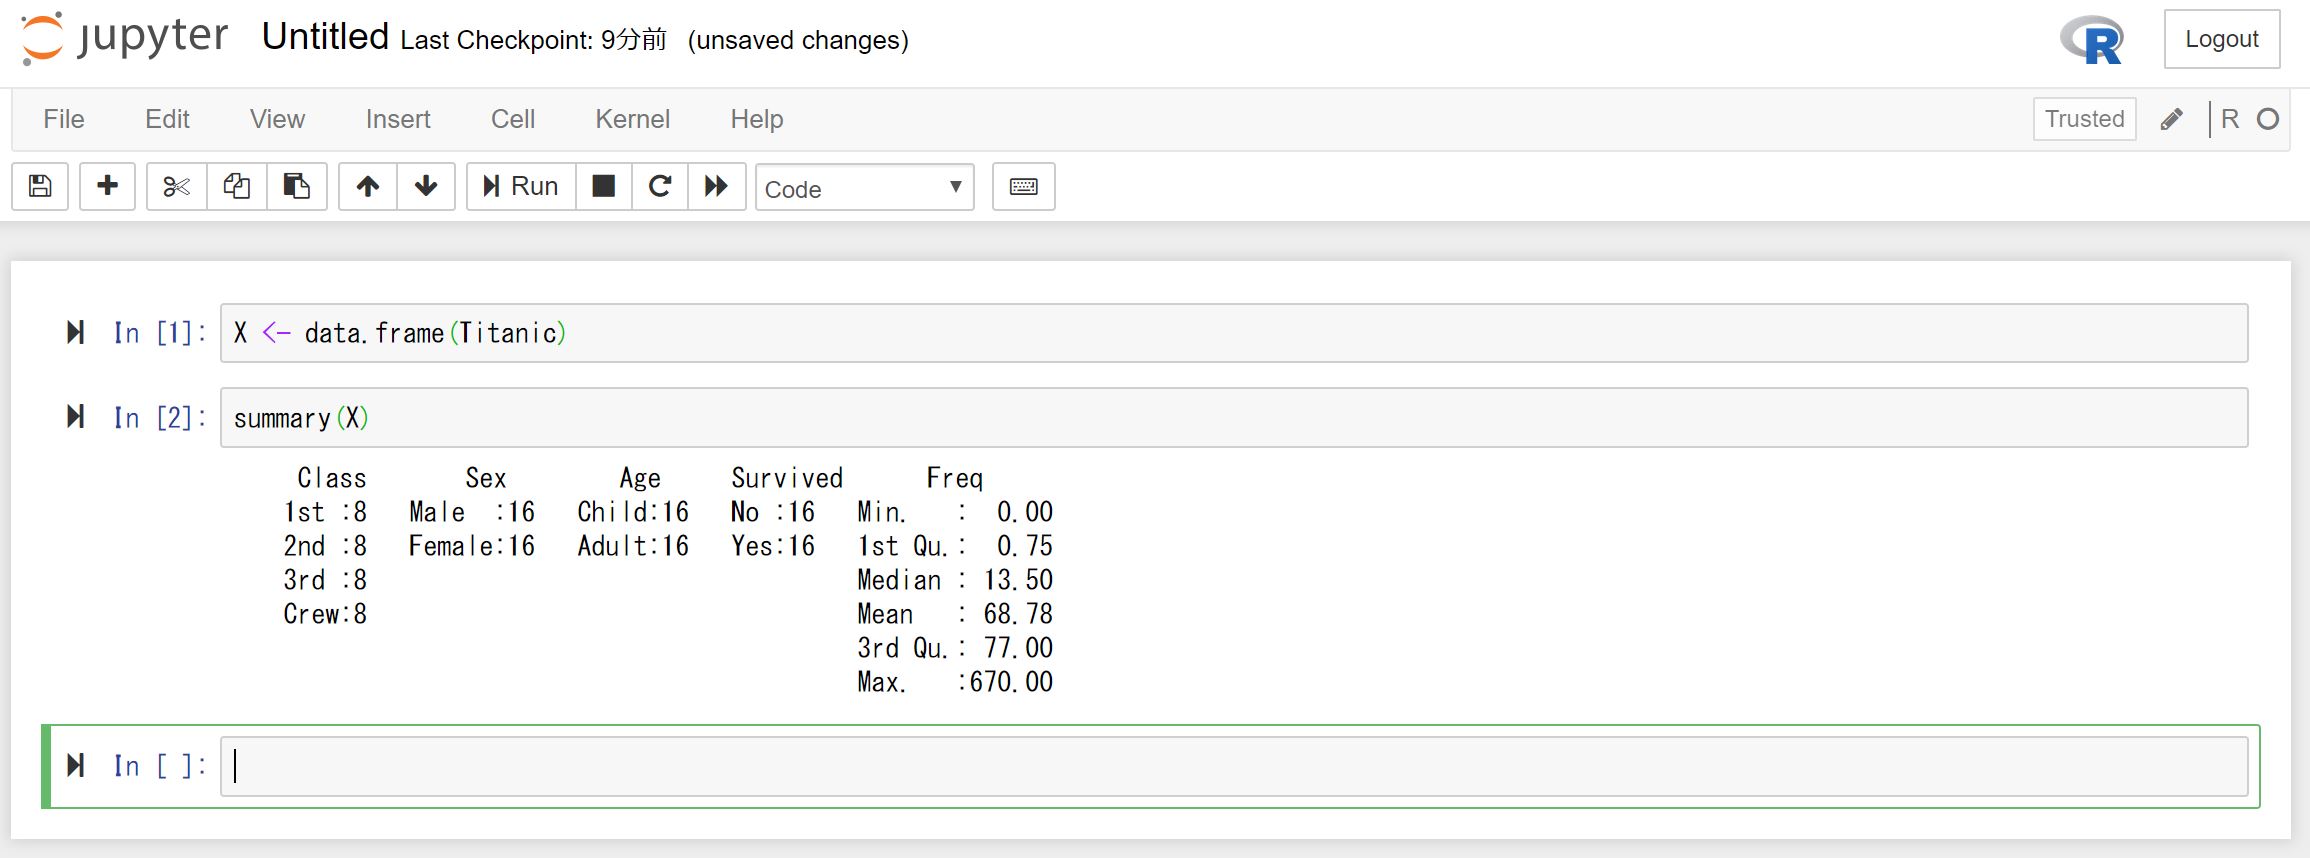 jupyter Untitled Last Checkpoint: 9分前 (unsaved changes) R Logout
File Edit View Insert Cell Kernel Help Trusted R
Run Code
In [1]: X <- data.frame(Titanic)
In [2]: summary(X)
Class Sex Age Survived Freq
1st :8 Male :16 Child:16 No :16 Min. : 0.00
2nd :8 Female:16 Adult:16 Yes:16 1st Qu.: 0.75
3rd :8 Median : 13.50
Crew:8 Mean : 68.78
3rd Qu.: 77.00
Max. :670.00
In [ ]: